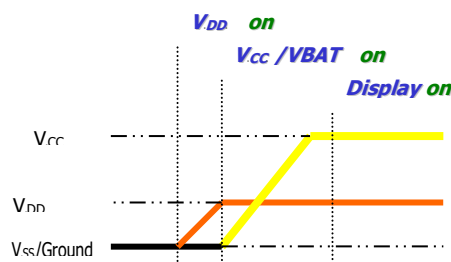 VDD on
VCC /VBAT on
Display on
VCC
VDD
VSS/Ground